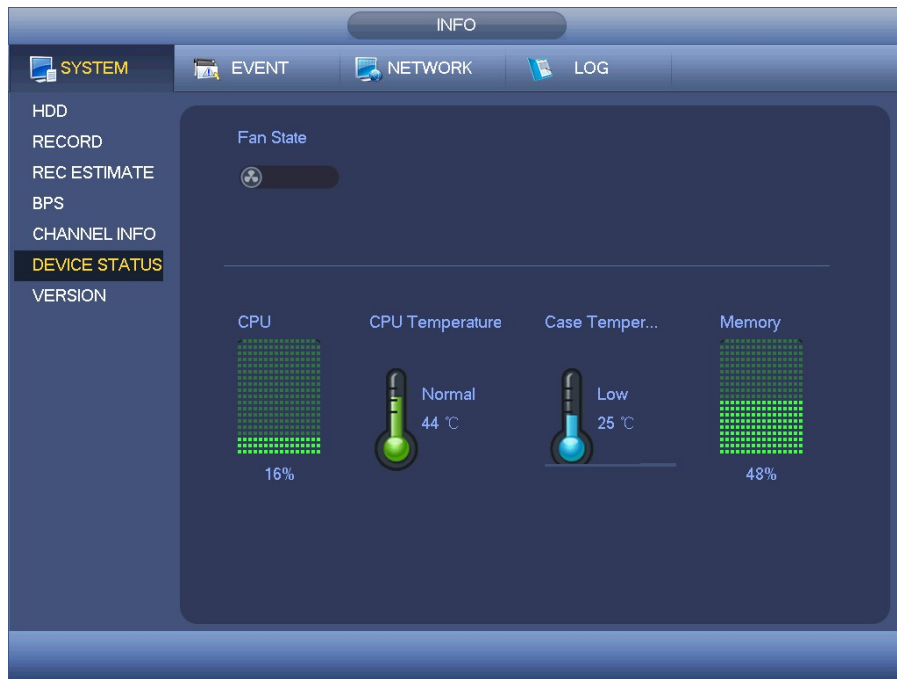 INFO
SYSTEM
EVENT
NETWORK
LOG
HDD
RECORD
REC ESTIMATE
BPS
CHANNEL INFO
DEVICE STATUS
VERSION
Fan State
CPU
CPU Temperature
Case Temper...
Memory
Normal
44 ℃
Low
25 ℃
16%
48%